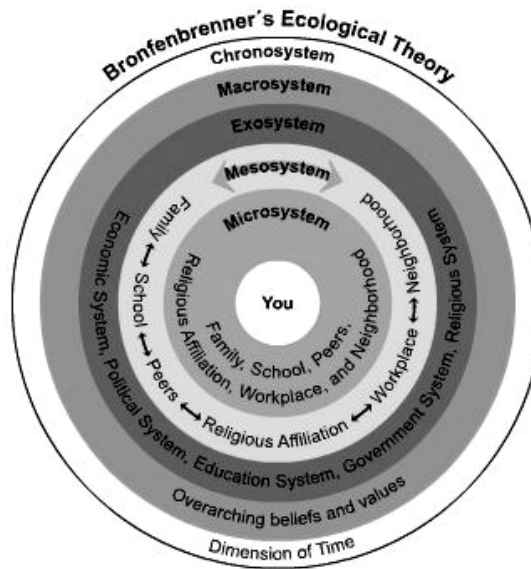 Bronfenbrenner´s Ecological Theory
Chronosystem
Macrosystem
Exosystem
Mesosystem
Microsystem
You
Family, School, Peers,
Religious Affiliation, Workplace, and Neighborhood
Family ↔ School ↔ Peers ↔ Religious Affiliation ↔ Workplace ↔ Neighborhood
Economic System, Political System, Education System, Government System, Religious System
Overarching beliefs and values
Dimension of Time